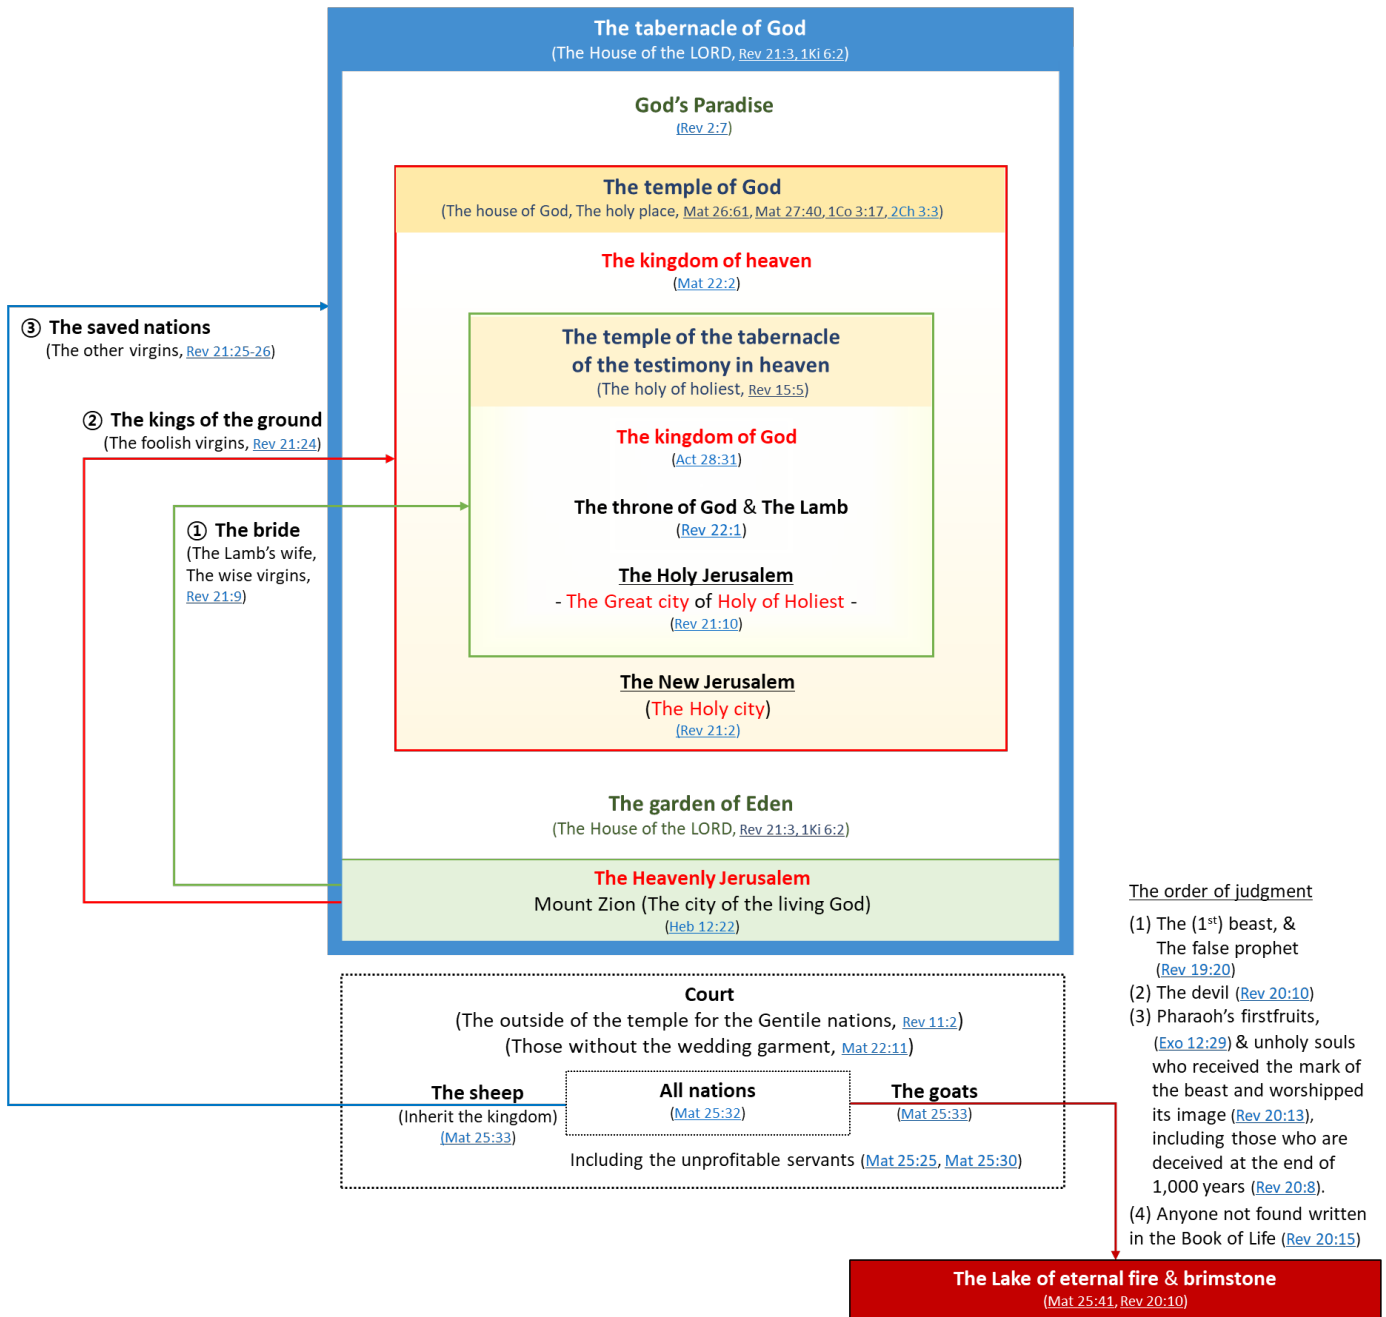 The tabernacle of God
(The House of the LORD, Rev 21:3, 1Ki 6:2)
God’s Paradise
(Rev 2:7)
The temple of God
(The house of God, The holy place, Mat 26:61, Mat 27:40, 1Co 3:17, 2Ch 3:3)
The kingdom of heaven
(Mat 22:2)
The temple of the tabernacle
of the testimony in heaven
(The holy of holiest, Rev 15:5)
The kingdom of God
(Act 28:31)
The throne of God & The Lamb
(Rev 22:1)
The Holy Jerusalem
- The Great city of Holy of Holiest -
(Rev 21:10)
The New Jerusalem
(The Holy city)
(Rev 21:2)
The garden of Eden
(The House of the LORD, Rev 21:3, 1Ki 6:2)
The Heavenly Jerusalem
Mount Zion (The city of the living God)
(Heb 12:22)
③ The saved nations
(The other virgins, Rev 21:25-26)
② The kings of the ground
(The foolish virgins, Rev 21:24)
① The bride
(The Lamb’s wife,
The wise virgins,
Rev 21:9)
Court
(The outside of the temple for the Gentile nations, Rev 11:2)
(Those without the wedding garment, Mat 22:11)
The sheep
(Inherit the kingdom)
(Mat 25:33)
All nations
(Mat 25:32)
The goats
(Mat 25:33)
Including the unprofitable servants (Mat 25:25, Mat 25:30)
The order of judgment
(1) The (1st) beast, &
The false prophet
(Rev 19:20)
(2) The devil (Rev 20:10)
(3) Pharaoh’s firstfruits,
(Exo 12:29) & unholy souls
who received the mark of
the beast and worshipped
its image (Rev 20:13),
including those who are
deceived at the end of
1,000 years (Rev 20:8).
(4) Anyone not found written
in the Book of Life (Rev 20:15)
The Lake of eternal fire & brimstone
(Mat 25:41, Rev 20:10)